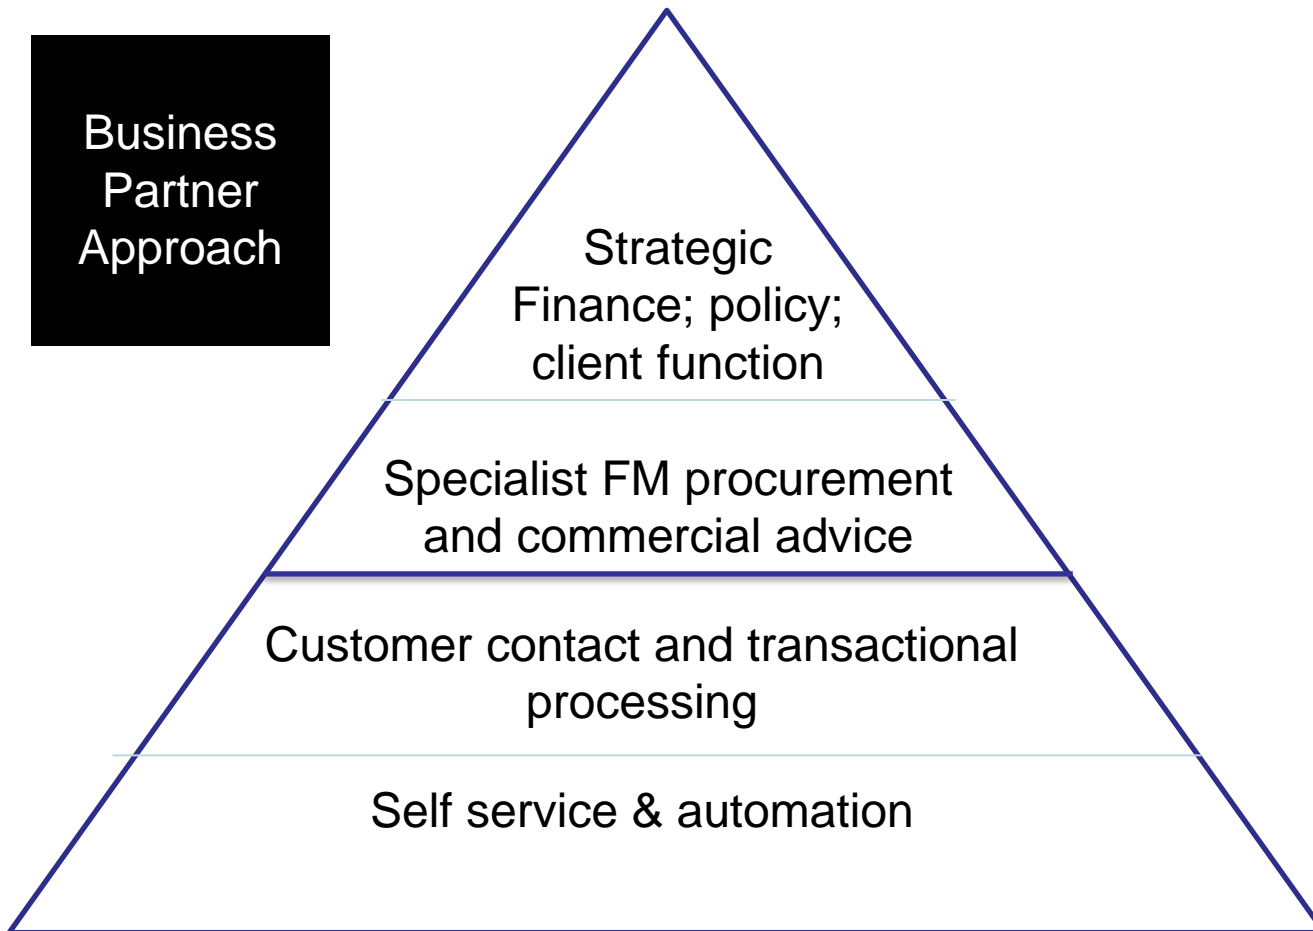 Business
Partner
Approach
Strategic
Finance; policy;
client function
Specialist FM procurement
and commercial advice
Customer contact and transactional
processing
Self service & automation